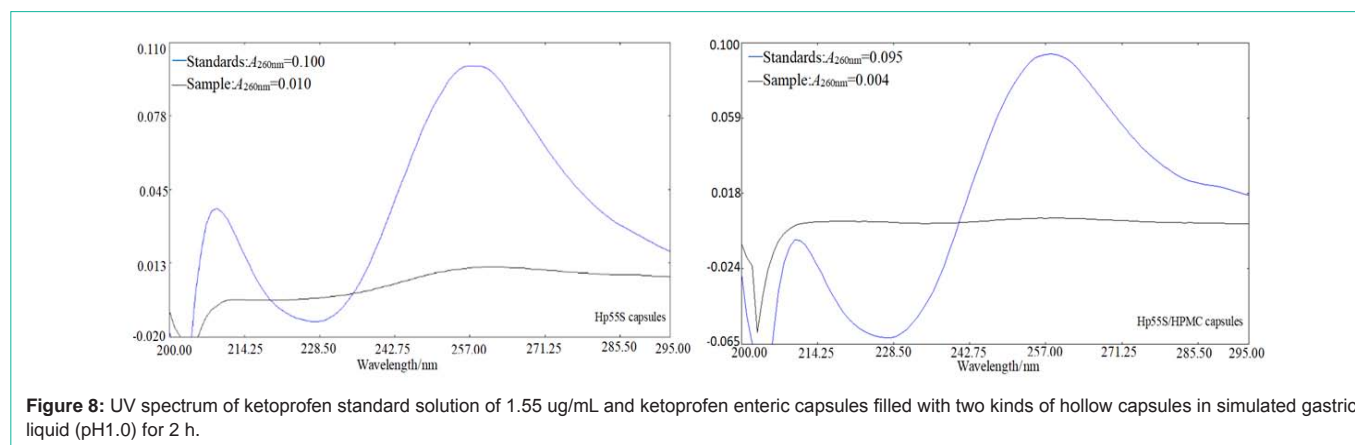 0.110
0.078
0.045
0.013
-0.020
Standards:A260nm=0.100
Sample:A260nm=0.010
Hp55S capsules
200.00 214.25 228.50 242.75 257.00 271.25 285.50 295.00
Wavelength/nm
0.100
0.059
0.018
-0.024
-0.065
Standards:A260nm=0.095
Sample:A260nm=0.004
Hp55S/HPMC capsules
200.00 214.25 228.50 242.75 257.00 271.25 285.50 295.00
Wavelength/nm
Figure 8: UV spectrum of ketoprofen standard solution of 1.55 ug/mL and ketoprofen enteric capsules filled with two kinds of hollow capsules in simulated gastric
liquid (pH1.0) for 2 h.